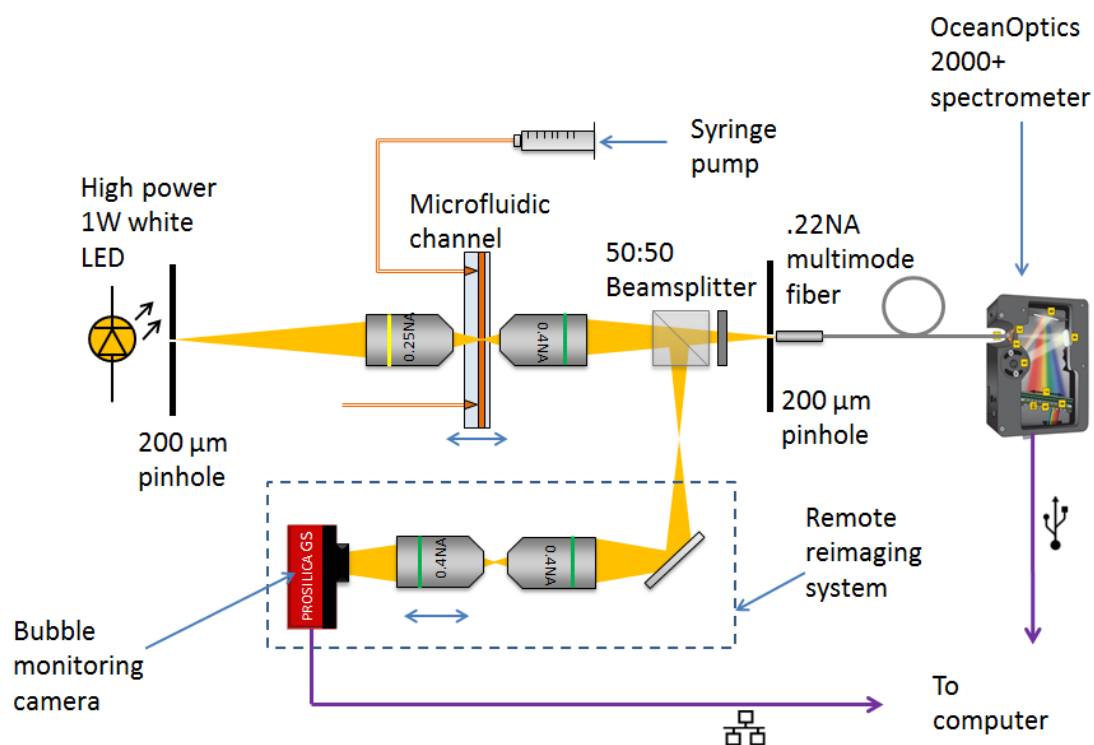 OceanOptics
2000+
spectrometer
Syringe
pump
High power
1W white
LED
Microfluidic
channel
50:50
Beamsplitter
.22NA
multimode
fiber
0.25NA
0.4NA
200 μm
pinhole
200 μm
pinhole
PROSILICA GS
0.4NA
0.4NA
Remote
reimaging
system
Bubble
monitoring
camera
To
computer